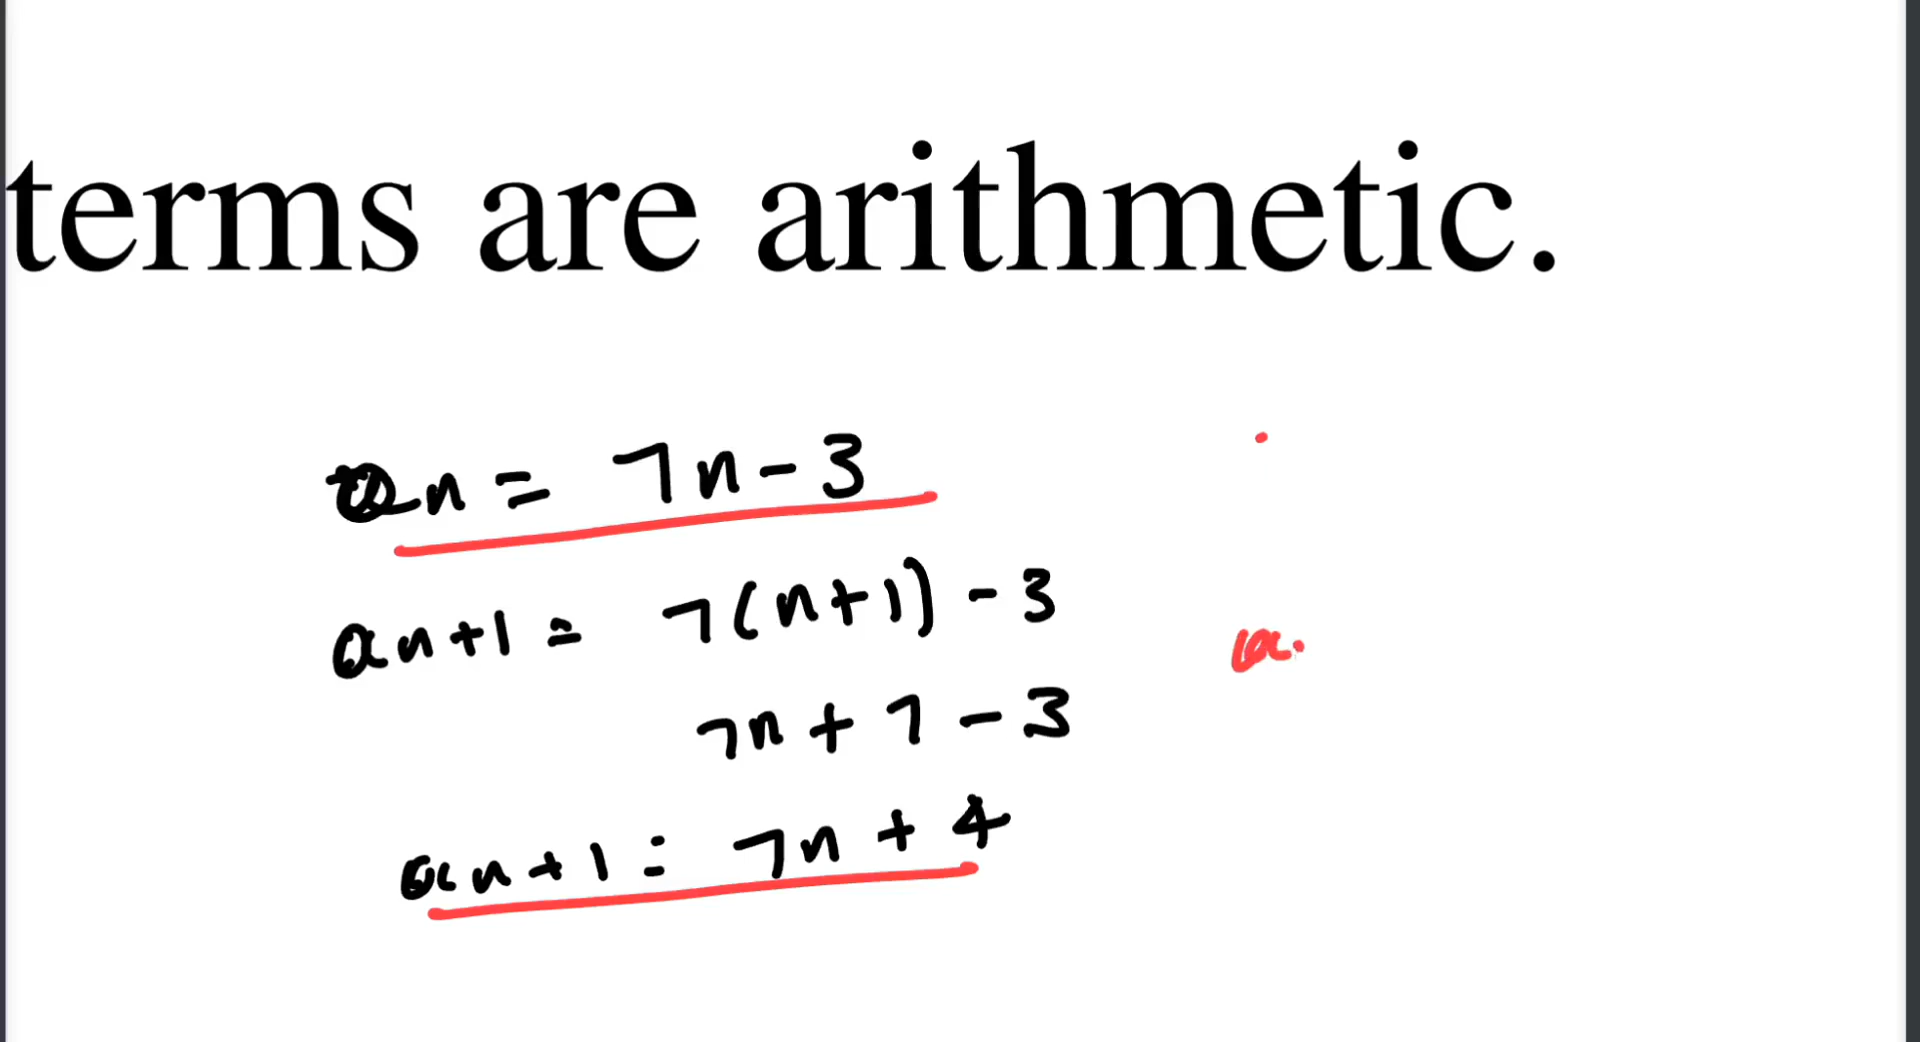 terms are arithmetic.
an = 7n - 3
an+1 = 7(n+1) - 3
7n + 7 - 3
a.
an+1 = 7n + 4